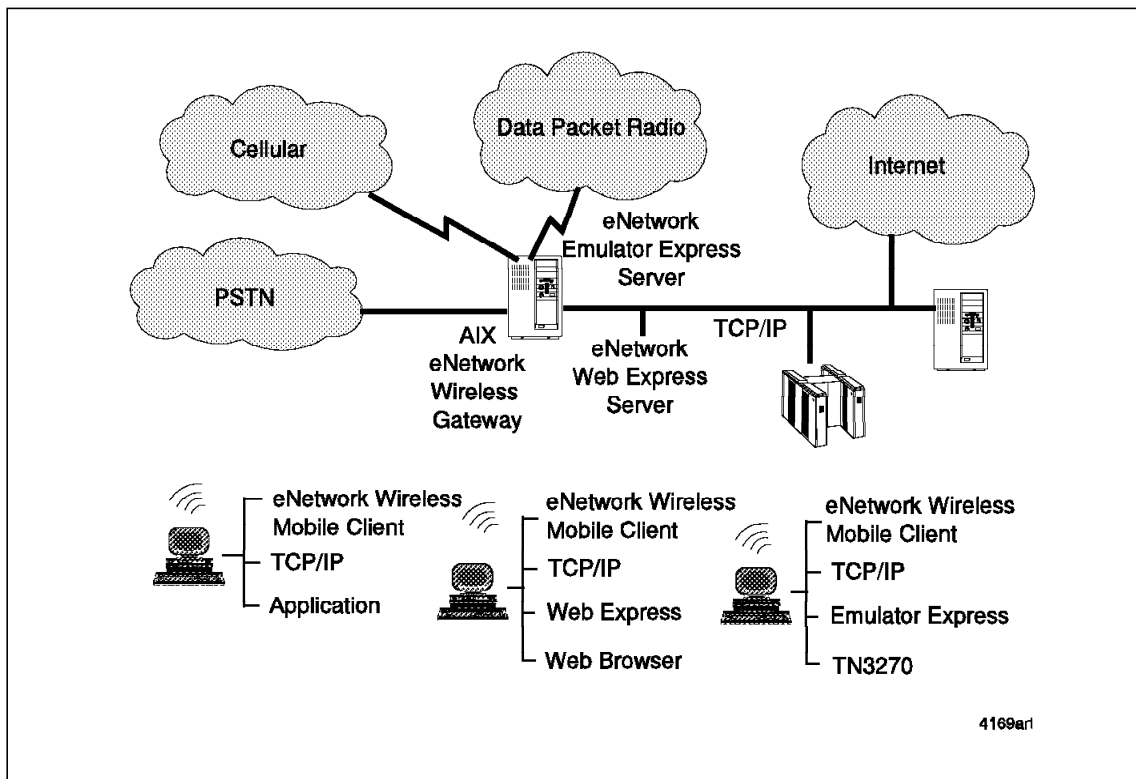 Cellular
Data Packet Radio
Internet
eNetwork
Emulator Express
Server
PSTN
TCP/IP
AIX
eNetwork
Wireless
Gateway
eNetwork
Web Express
Server
eNetwork Wireless
Mobile Client
TCP/IP
Application
eNetwork Wireless
Mobile Client
TCP/IP
Web Express
Web Browser
eNetwork Wireless
Mobile Client
TCP/IP
Emulator Express
TN3270
4169art